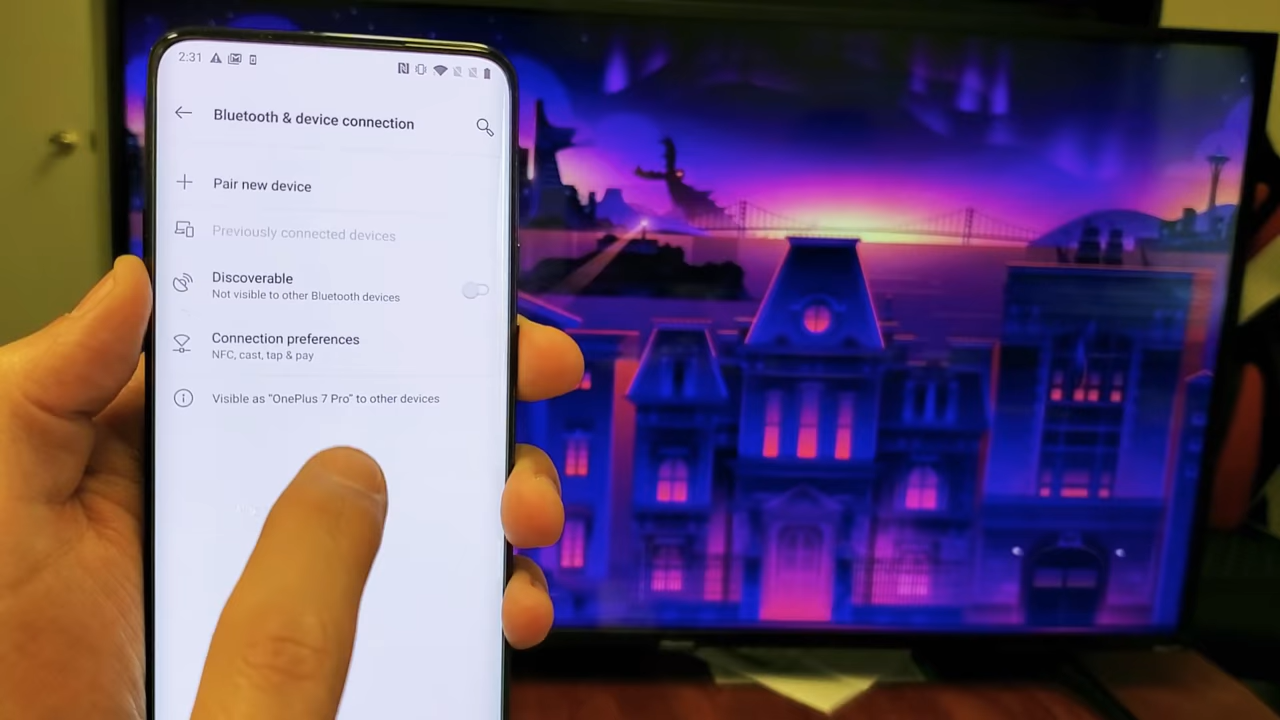 2:31
Bluetooth & device connection
Pair new device
Previously connected devices
Discoverable
Not visible to other Bluetooth devices
Connection preferences
NFC, cast, tap & pay
Visible as "OnePlus 7 Pro" to other devices